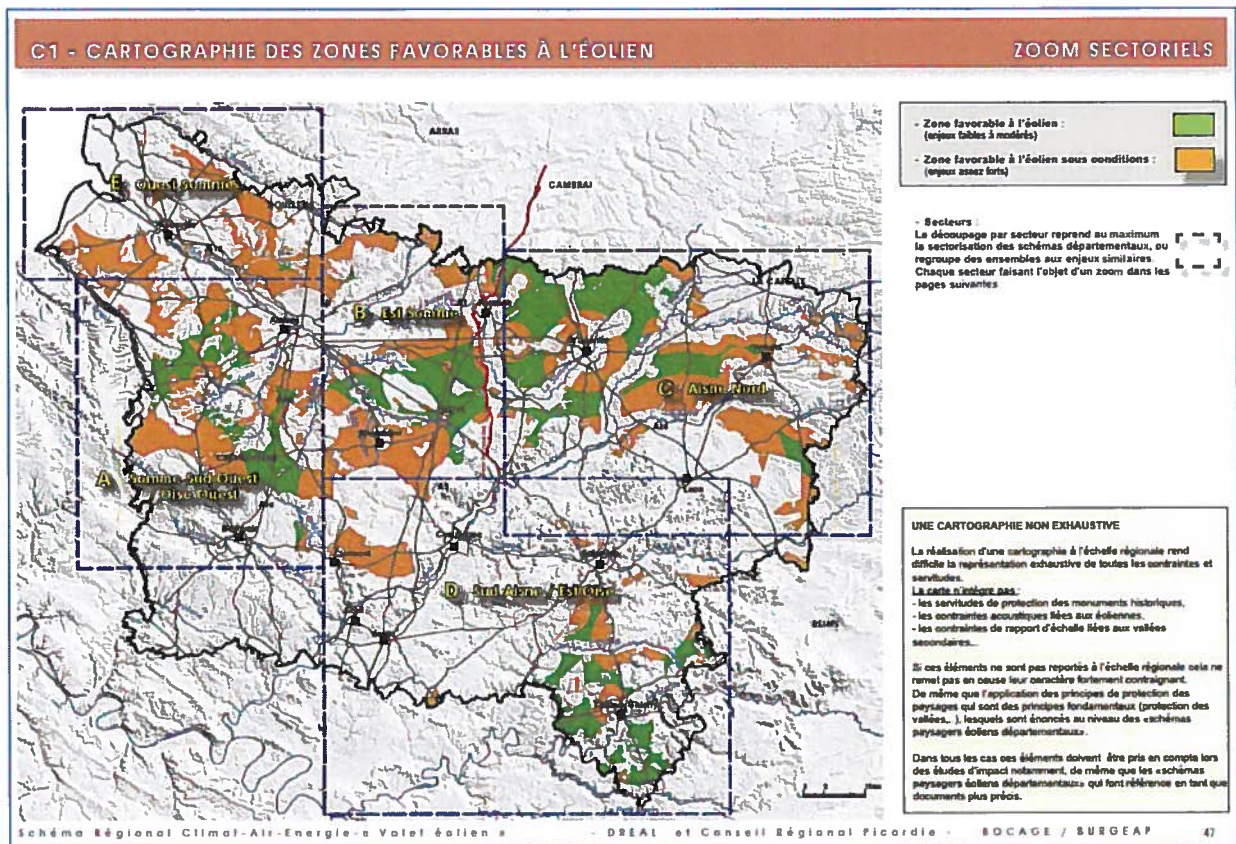 C1 - CARTOGRAPHIE DES ZONES FAVORABLES À L'ÉOLIEN
ZOOM SECTORIELS
ARRAS
CAMBRAI
E - Ouest Somme
B - Est Somme
LA CAPELLE
C - Aisne Nord
A - Somme Sud-Ouest
Oise Ouest
Laon
D - Sud Aisne / Est Oise
REIMS
- Zone favorable à l'éolien :
(enjeux faibles à modérés)
- Zone favorable à l'éolien sous conditions :
(enjeux assez forts)
- Secteurs :
Le découpage par secteur reprend au maximum
la sectorisation des schémas départementaux, ou
regroupe des ensembles aux enjeux similaires.
Chaque secteur faisant l'objet d'un zoom dans les
pages suivantes
UNE CARTOGRAPHIE NON EXHAUSTIVE
La réalisation d'une cartographie à l'échelle régionale rend
difficile la représentation exhaustive de toutes les contraintes et
servitudes.
La carte n'intègre pas :
- les servitudes de protection des monuments historiques,
- les contraintes acoustiques liées aux éoliennes,
- les contraintes de rapport d'échelle liées aux vallées
secondaires...
Si ces éléments ne sont pas reportés à l'échelle régionale cela ne
remet pas en cause leur caractère fortement contraignant.
De même que l'application des principes de protection des
paysages qui sont des principes fondamentaux (protection des
vallées,.. ), lesquels sont énoncés au niveau des «schémas
paysagers éoliens départementaux».
Dans tous les cas ces éléments doivent être pris en compte lors
des études d'impact notamment, de même que les «schémas
paysagers éoliens départementaux» qui font référence en tant que
documents plus précis.
Schéma Régional Climat-Air-Energie-« Volet éolien » - DREAL et Conseil Régional Picardie - BOCAGE / BURGEAP 47